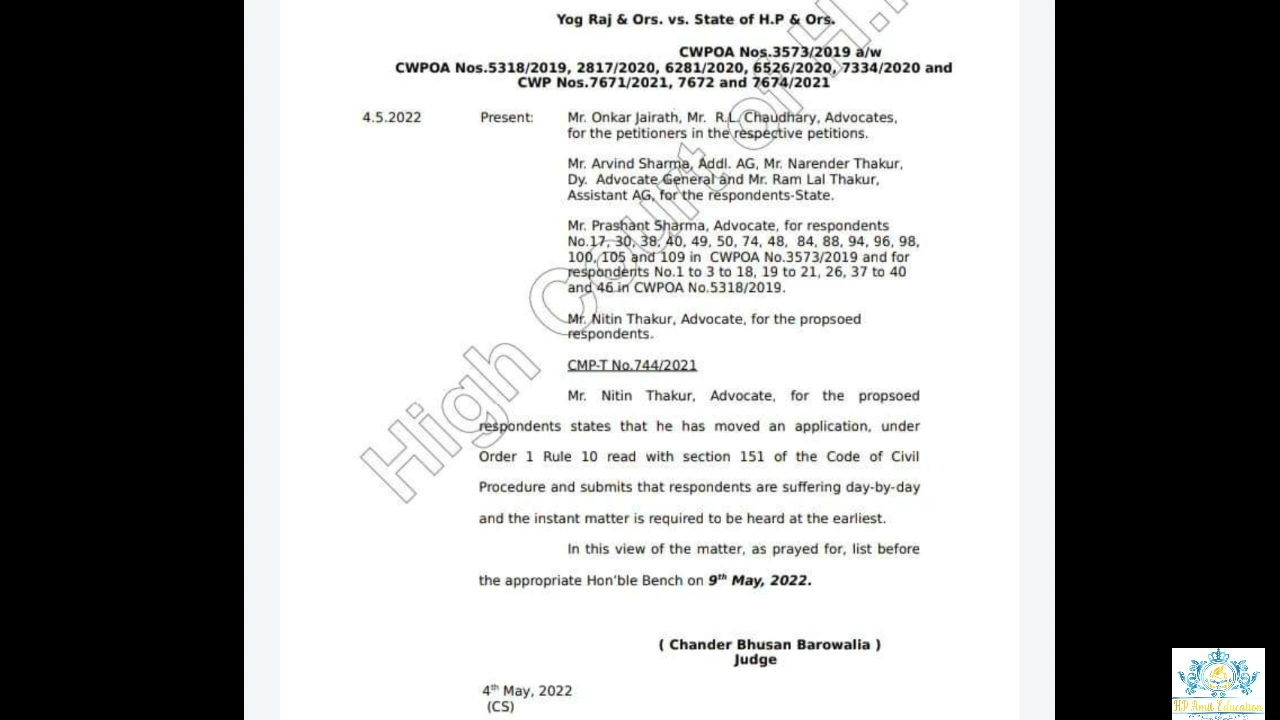 Yog Raj & Ors. vs. State of H.P & Ors.
CWPOA Nos.3573/2019 a/w
CWPOA Nos.5318/2019, 2817/2020, 6281/2020, 6526/2020, 7334/2020 and
CWP Nos.7671/2021, 7672 and 7674/2021
4.5.2022 Present: Mr. Onkar Jairath, Mr. R.L. Chaudhary, Advocates,
for the petitioners in the respective petitions.
Mr. Arvind Sharma, Addl. AG, Mr. Narender Thakur,
Dy. Advocate General and Mr. Ram Lal Thakur,
Assistant AG, for the respondents-State.
Mr. Prashant Sharma, Advocate, for respondents
No.17, 30, 38, 40, 49, 50, 74, 48, 84, 88, 94, 96, 98,
100, 105 and 109 in CWPOA No.3573/2019 and for
respondents No.1 to 3 to 18, 19 to 21, 26, 37 to 40
and 46 in CWPOA No.5318/2019.
Mr. Nitin Thakur, Advocate, for the propsoed
respondents.
CMP-T No.744/2021
Mr. Nitin Thakur, Advocate, for the propsoed
respondents states that he has moved an application, under
Order 1 Rule 10 read with section 151 of the Code of Civil
Procedure and submits that respondents are suffering day-by-day
and the instant matter is required to be heard at the earliest.
In this view of the matter, as prayed for, list before
the appropriate Hon'ble Bench on 9th May, 2022.
( Chander Bhusan Barowalia )
Judge
4th May, 2022
(CS)
High Court of H.
HP Amit Education